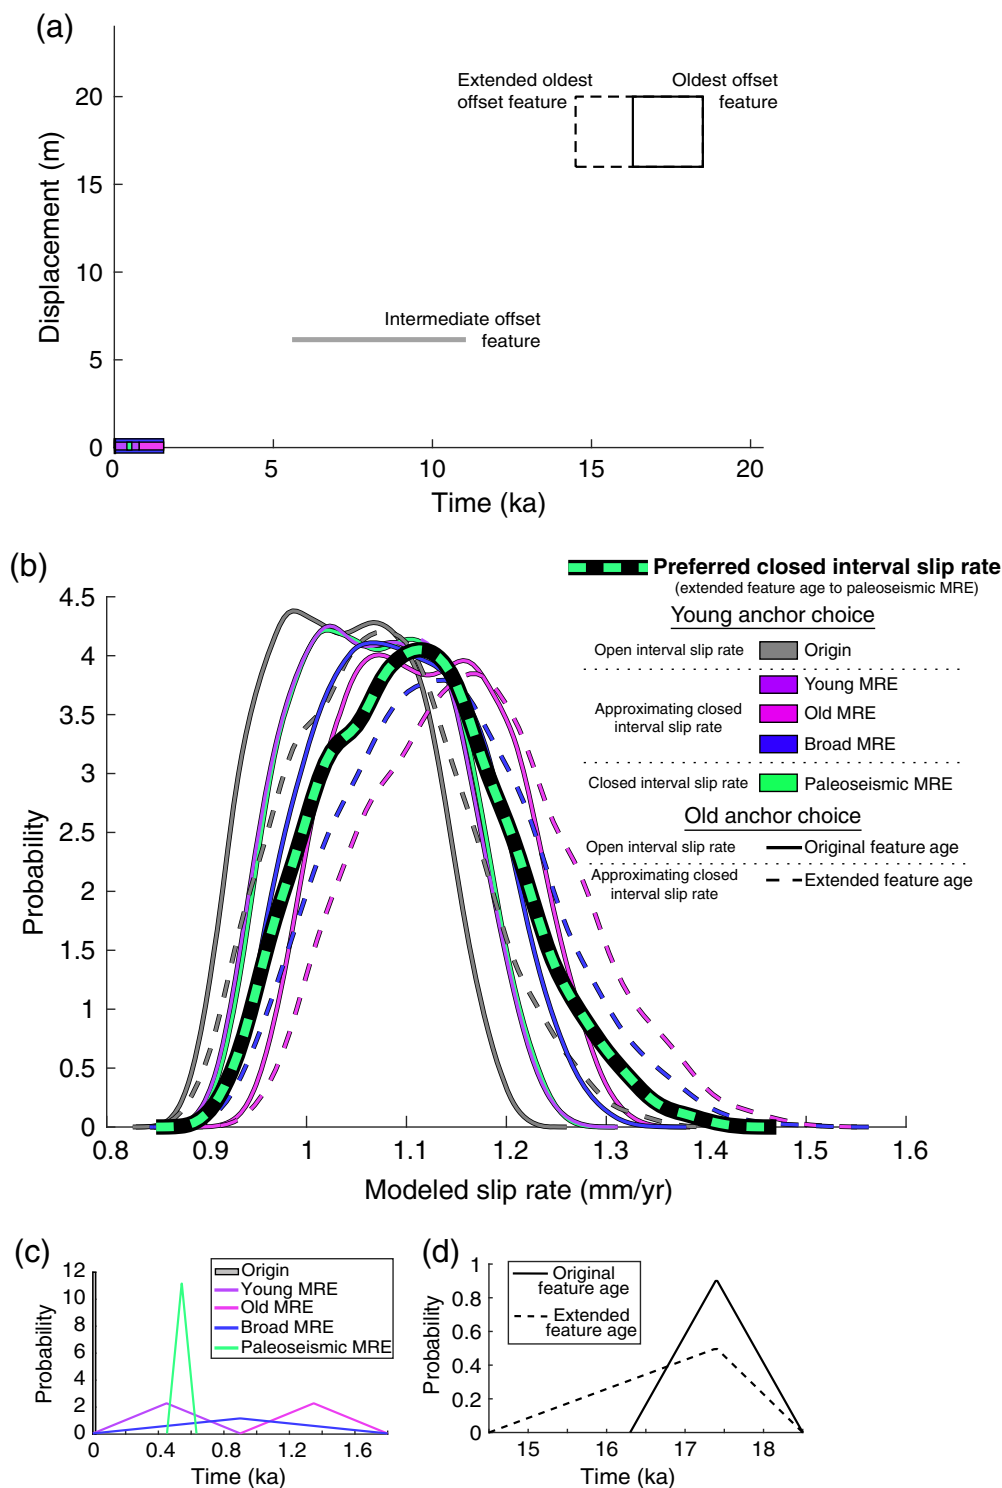 (a)
20
15
10
5
0
Displacement (m)
Extended oldest
offset feature
Oldest offset
feature
Intermediate offset
feature
0
5
10
15
20
Time (ka)
(b)
Preferred closed interval slip rate
(extended feature age to paleoseismic MRE)
Young anchor choice
Open interval slip rate
Origin
Young MRE
Approximating closed
interval slip rate
Old MRE
Broad MRE
Closed interval slip rate
Paleoseismic MRE
Old anchor choice
Open interval slip rate
Original feature age
Approximating closed
interval slip rate
Extended feature age
4.5
4
3.5
3
2.5
2
1.5
1
0.5
0
Probability
0.8
0.9
1
1.1
1.2
1.3
1.4
1.5
1.6
Modeled slip rate (mm/yr)
(c)
12
10
8
6
4
2
0
Probability
Origin
Young MRE
Old MRE
Broad MRE
Paleoseismic MRE
0
0.4
0.8
1.2
1.6
Time (ka)
(d)
1
0.8
0.6
0.4
0.2
0
Probability
Original
feature age
Extended
feature age
15
16
17
18
Time (ka)